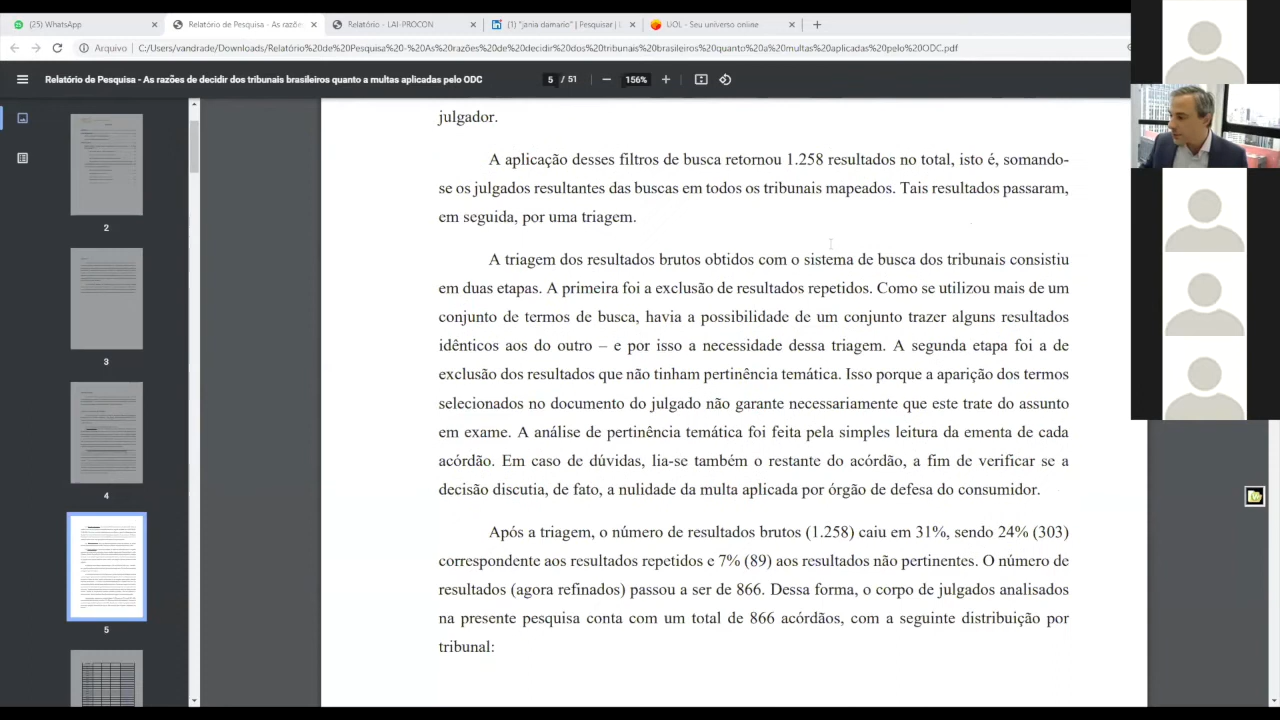 (25) WhatsApp
Relatório de Pesquisa - As razõe
Relatório - LAI-PROCON
(1) "jania damario" | Pesquisar | L
UOL - Seu universo online
Arquivo | C:/Users/vandrade/Downloads/Relatório%20de%20Pesquisa%20-%20As%20razões%20de%20decidir%20dos%20tribunais%20brasileiros%20quanto%20a%20multas%20aplicadas%20pelo%20ODC.pdf
Relatório de Pesquisa - As razões de decidir dos tribunais brasileiros quanto a multas aplicadas pelo ODC
5 / 51
156%
2
3
4
5
julgador.
A aplicação desses filtros de busca retornou 1.258 resultados no total, isto é, somando-
se os julgados resultantes das buscas em todos os tribunais mapeados. Tais resultados passaram,
em seguida, por uma triagem.
A triagem dos resultados brutos obtidos com o sistema de busca dos tribunais consistiu
em duas etapas. A primeira foi a exclusão de resultados repetidos. Como se utilizou mais de um
conjunto de termos de busca, havia a possibilidade de um conjunto trazer alguns resultados
idênticos aos do outro – e por isso a necessidade dessa triagem. A segunda etapa foi a de
exclusão dos resultados que não tinham pertinência temática. Isso porque a aparição dos termos
selecionados no documento do julgado não garante necessariamente que este trate do assunto
em exame. A análise de pertinência temática foi feita pela simples leitura da ementa de cada
acórdão. Em caso de dúvidas, lia-se também o restante do acórdão, a fim de verificar se a
decisão discutia, de fato, a nulidade da multa aplicada por órgão de defesa do consumidor.
Após a triagem, o número de resultados brutos (1.258) caiu em 31%, sendo 24% (303)
correspondente aos resultados repetidos e 7% (89) aos resultados não pertinentes. O número de
resultados (agora refinados) passou a ser de 866. essa forma, o corpo de julgados analisados
na presente pesquisa conta com um total de 866 acórdãos, com a seguinte distribuição por
tribunal: